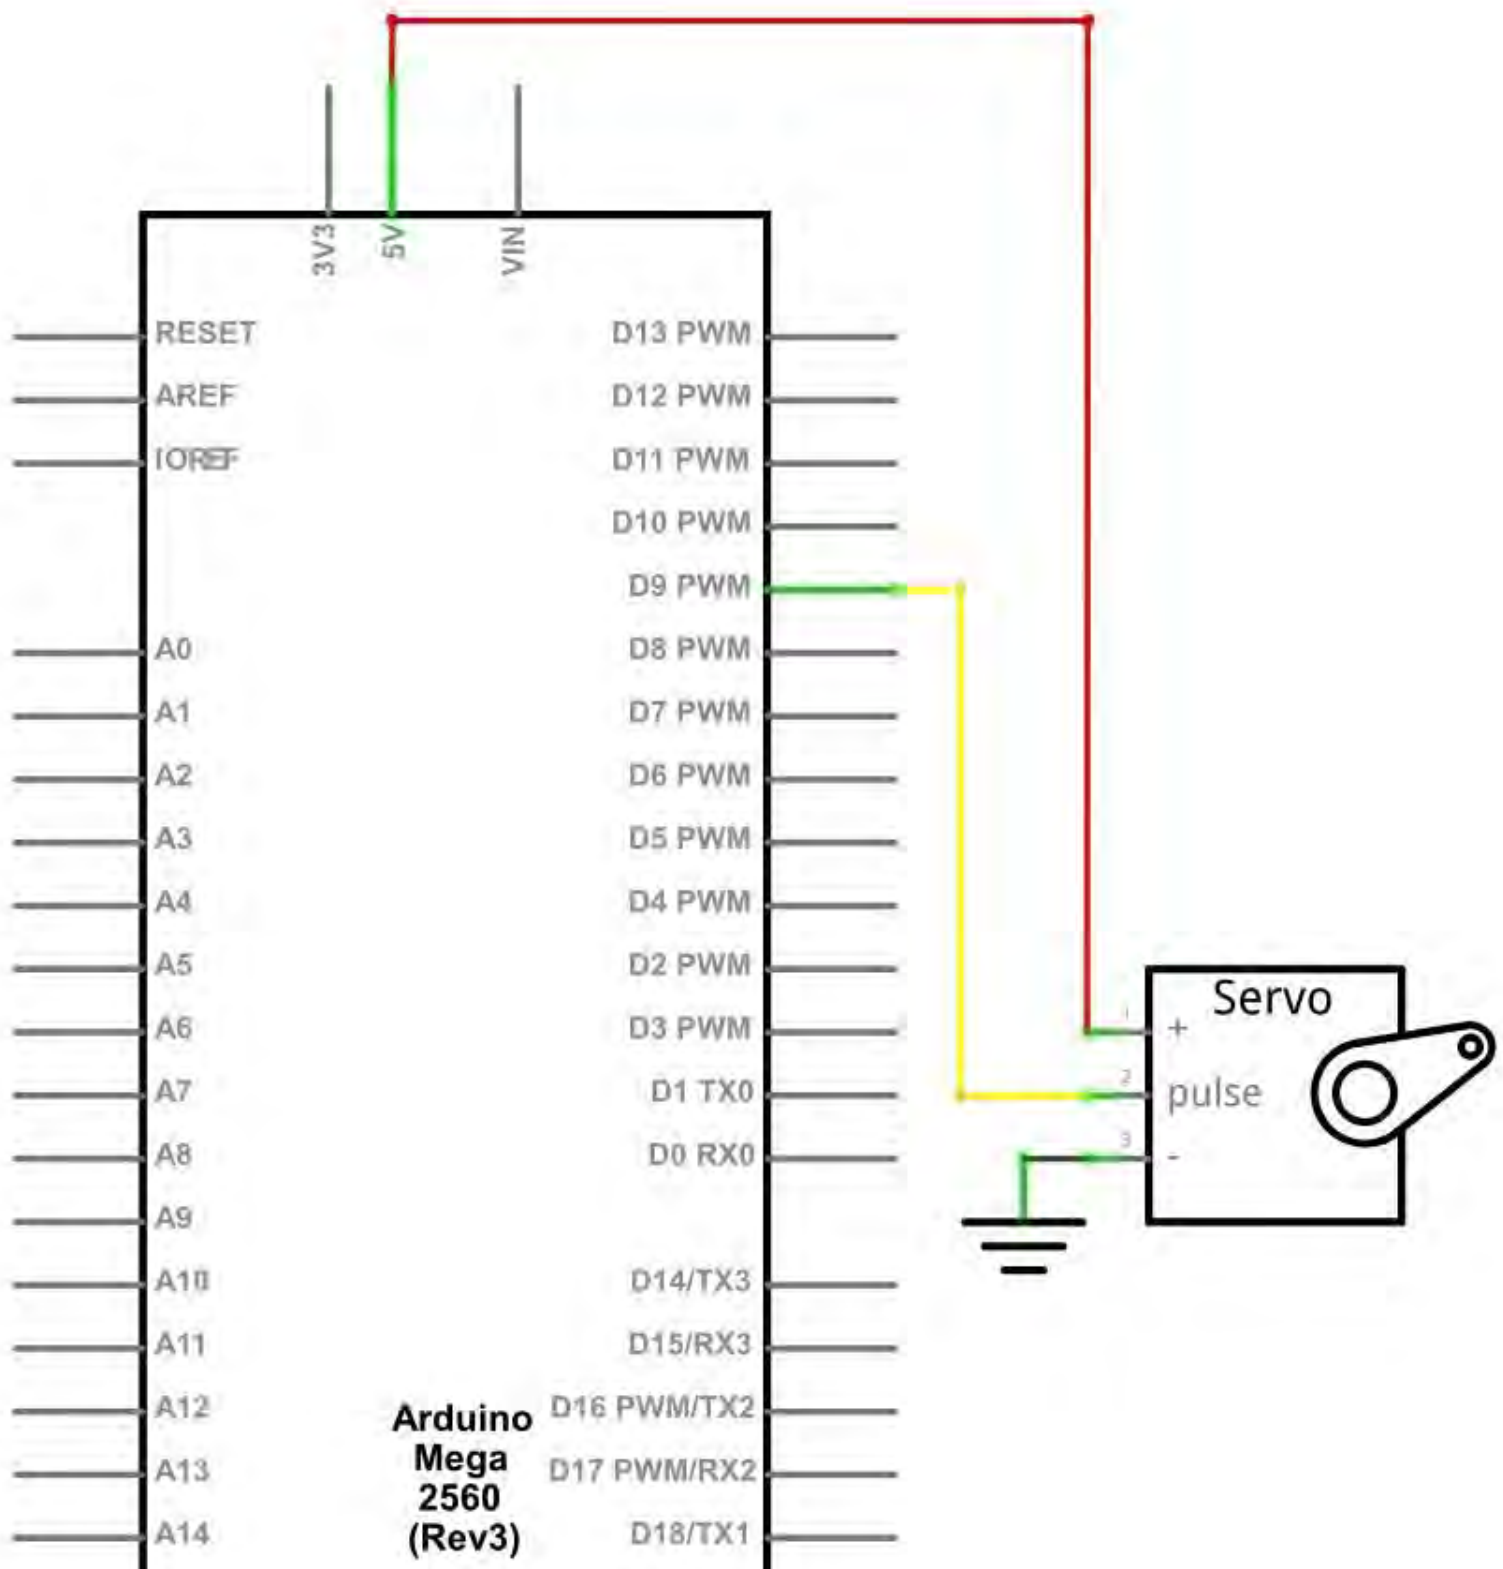 3V3
5V
VIN
RESET
AREF
IOREF
A0
A1
A2
A3
A4
A5
A6
A7
A8
A9
A10
A11
A12
A13
A14
D13 PWM
D12 PWM
D11 PWM
D10 PWM
D9 PWM
D8 PWM
D7 PWM
D6 PWM
D5 PWM
D4 PWM
D2 PWM
D3 PWM
D1 TX0
D0 RX0
D14/TX3
D15/RX3
D16 PWM/TX2
D17 PWM/RX2
D18/TX1
Arduino
Mega
2560
(Rev3)
Servo
1 +
2 pulse
3 -